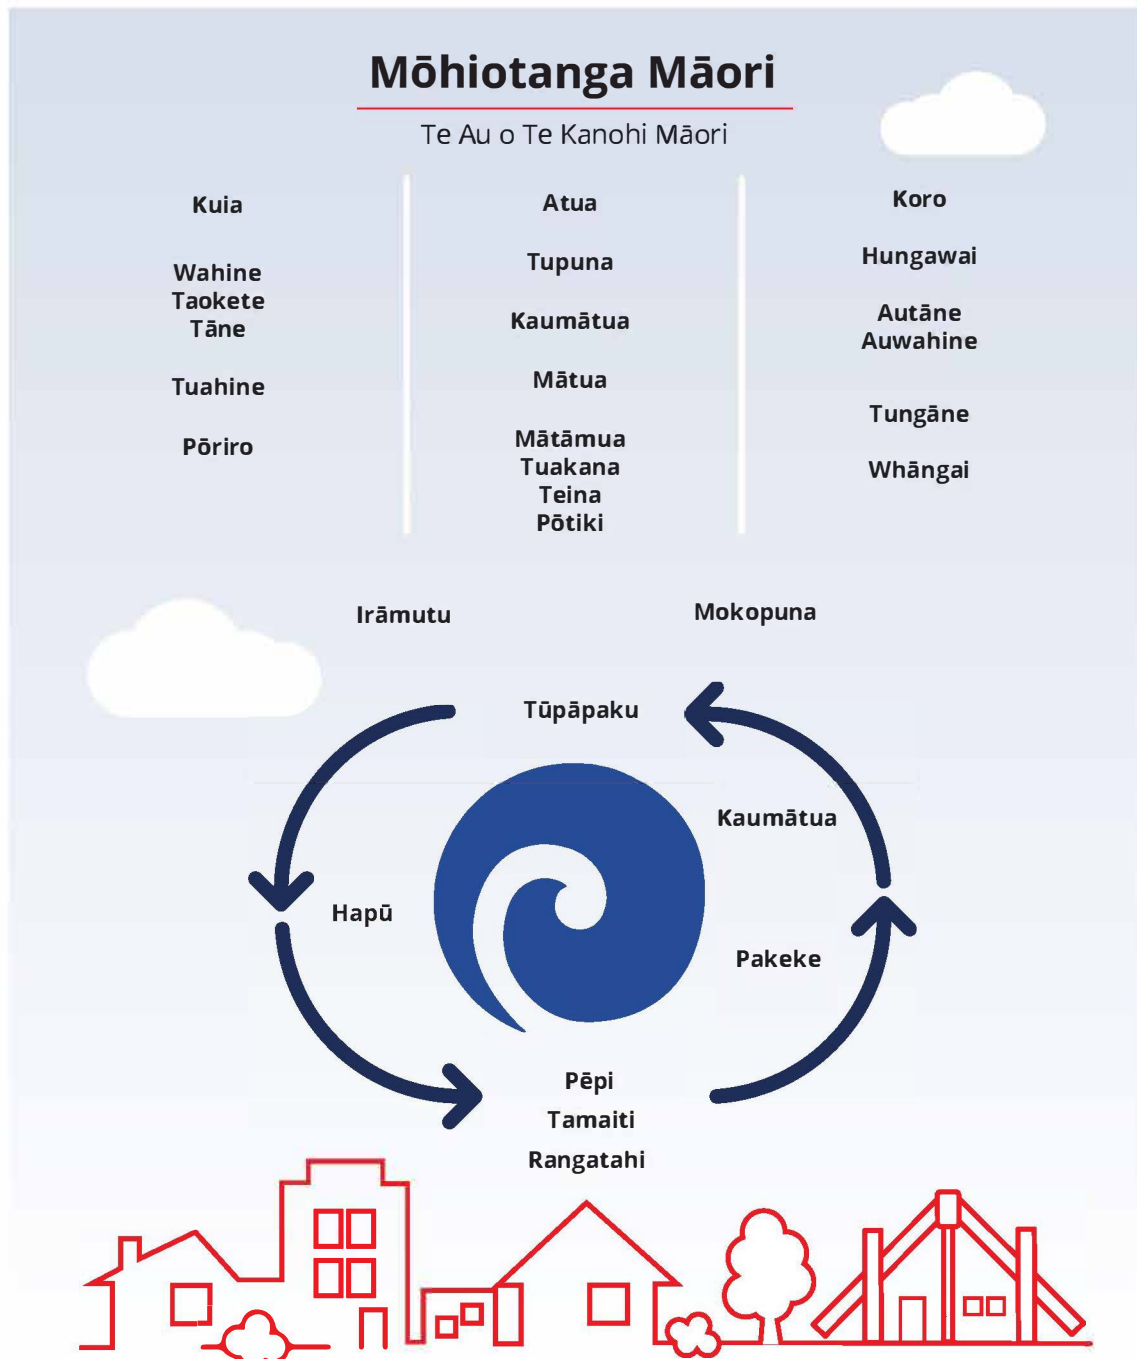 Mōhiotanga Māori
Te Au o Te Kanohi Māori
Kuia
Wahine
Taokete
Tāne
Tuahine
Pōriro
Atua
Tupuna
Kaumātua
Mātua
Mātāmua
Tuakana
Teina
Pōtiki
Koro
Hungawai
Autāne
Auwahine
Tungāne
Whāngai
Irāmutu
Mokopuna
Tūpāpaku
Kaumātua
Hapū
Pakeke
Pēpi
Tamaiti
Rangatahi